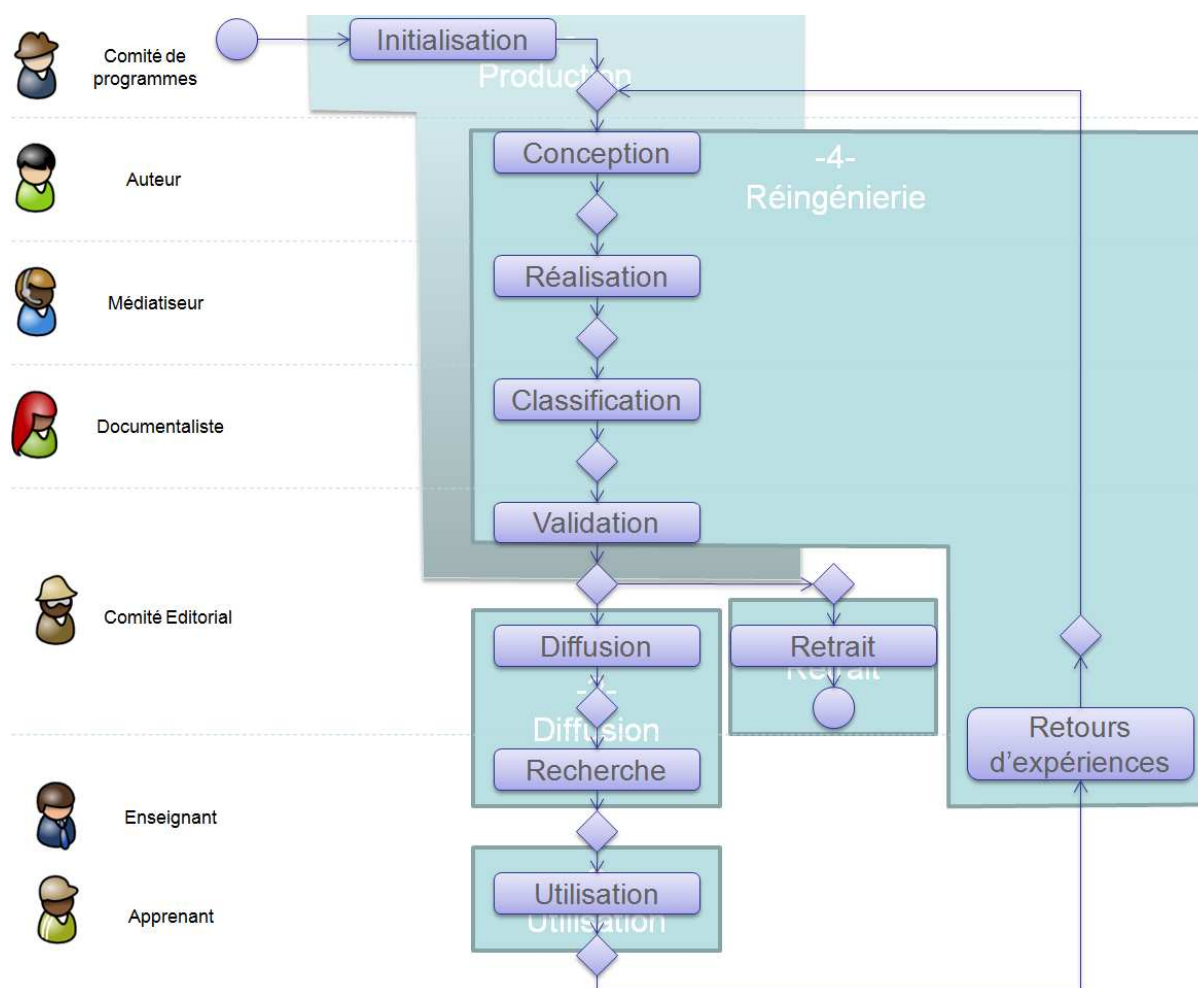 Comité de
programmes
Initialisation
Production
Conception
-4-
Réingénierie
Auteur
Réalisation
Médiatiseur
Classification
Documentaliste
Validation
Comité Editorial
Diffusion
Retrait
Retrait
Diffusion
Retours
d'expériences
Recherche
Enseignant
Utilisation
Utilisation
Apprenant